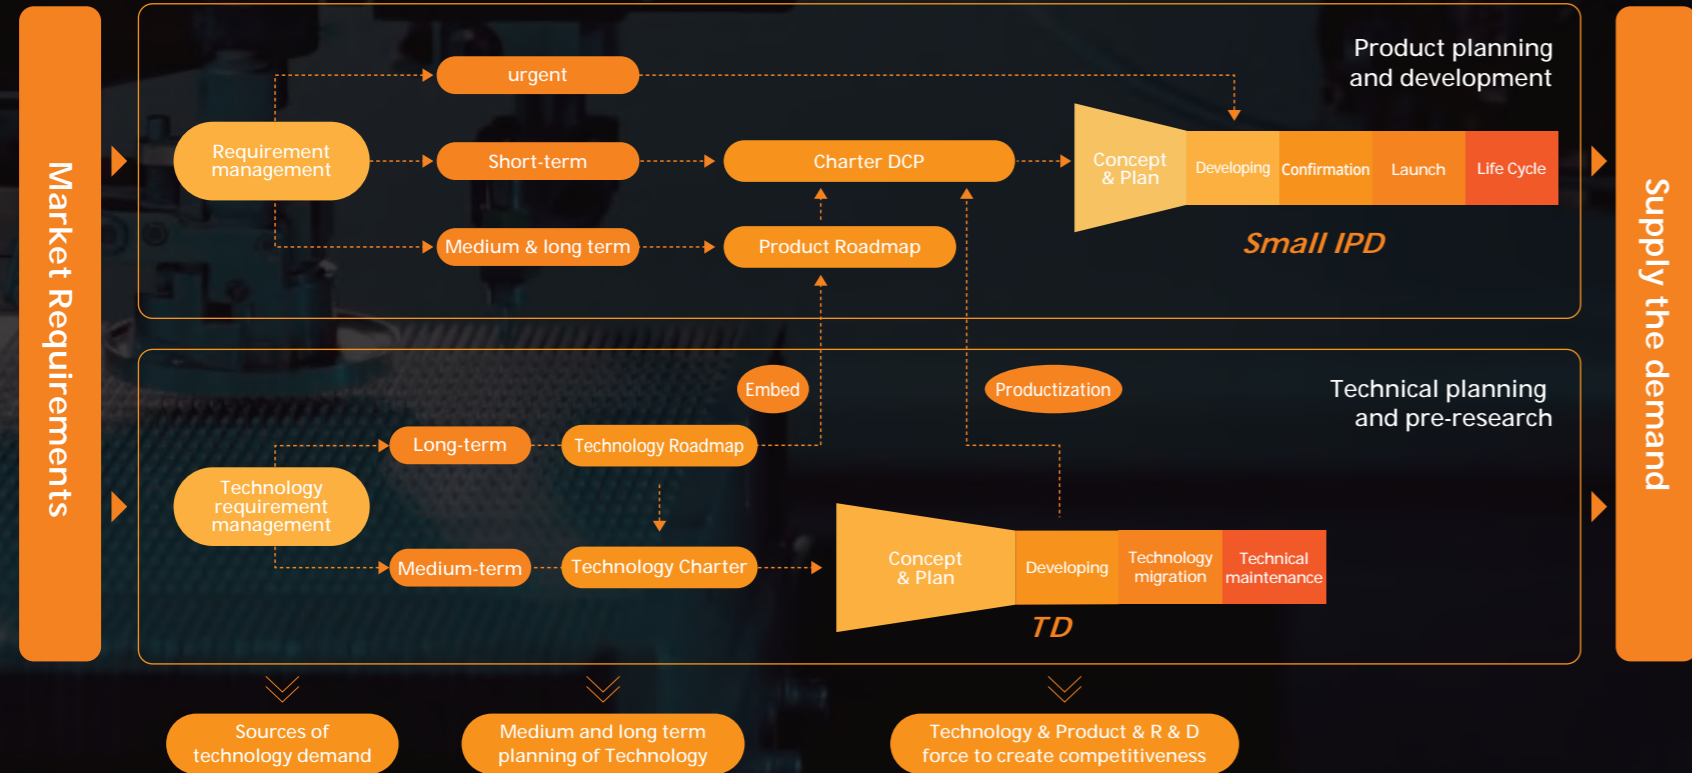 Market Requirements
Product planning
and development
urgent
Requirement
management
Short-term
Charter DCP
Concept
& Plan
Developing
Confirmation
Launch
Life Cycle
Medium & long term
Product Roadmap
Small IPD
Embed
Productization
Technical planning
and pre-research
Long-term
Technology Roadmap
Technology
requirement
management
Medium-term
Technology Charter
Concept
& Plan
Developing
Technology
migration
Technical
maintenance
TD
Sources of
technology demand
Medium and long term
planning of Technology
Technology & Product & R & D
force to create competitiveness
Supply the demand